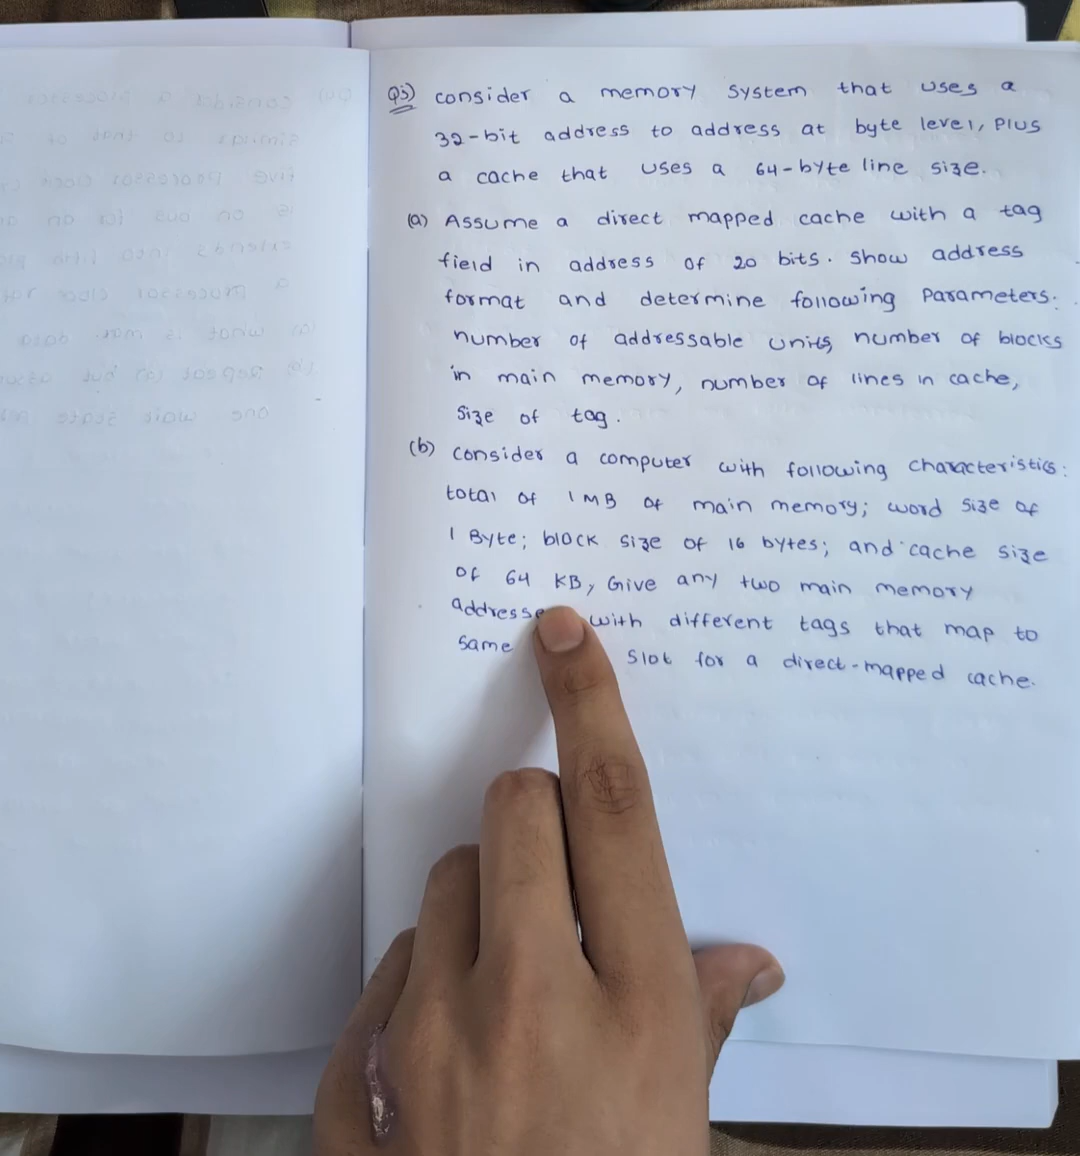 Q5) consider a memory system that uses a
32-bit address to address at byte level, plus
a cache that uses a 64-byte line size.
(a) Assume a direct mapped cache with a tag
field in address of 20 bits. Show address
format and determine following parameters.
number of addressable units, number of blocks
in main memory, number of lines in cache,
size of tag.
(b) consider a computer with following characteristics:
total of 1 MB of main memory; word size of
1 Byte; block size of 16 bytes; and cache size
of 64 KB, Give any two main memory
with different tags that map to
same slot for a direct-mapped cache.